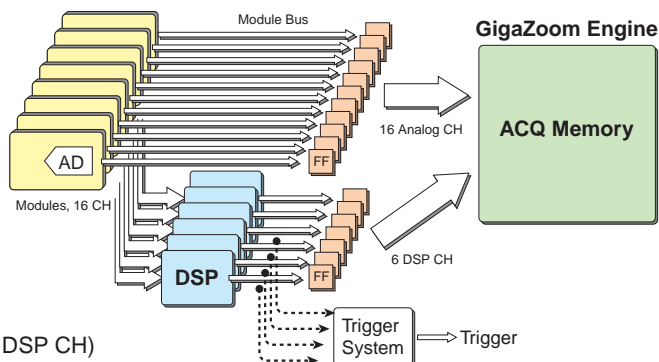 Module Bus
GigaZoom Engine
AD
FF
16 Analog CH
ACQ Memory
Modules, 16 CH
DSP
FF
6 DSP CH
DSP CH)
Trigger System
Trigger